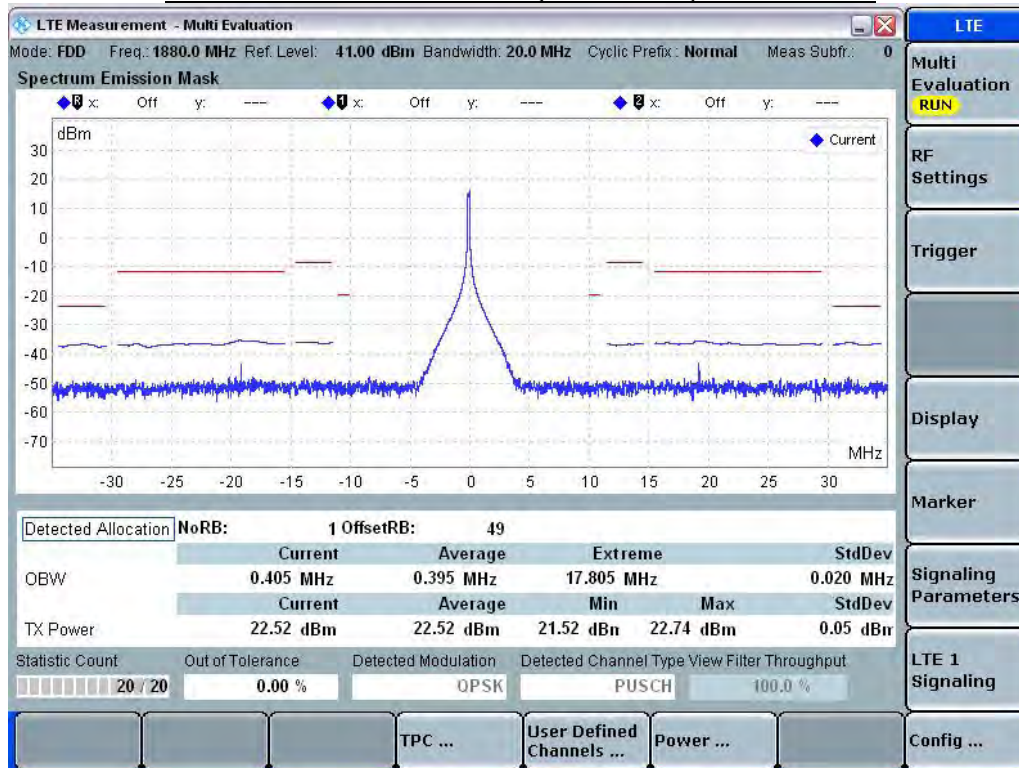 LTE Measurement - Multi Evaluation
LTE
Mode: FDD Freq.: 1880.0 MHz Ref. Level: 41.00 dBm Bandwidth: 20.0 MHz Cyclic Prefix: Normal Meas Subfr.: 0
Spectrum Emission Mask
R x: Off y: --- 1 x: Off y: --- 2 x: Off y: ---
dBm
Current
30
20
10
0
-10
-20
-30
-40
-50
-60
-70
MHz
-30 -25 -20 -15 -10 -5 0 5 10 15 20 25 30
Detected Allocation NoRB: 1 OffsetRB: 49
Current Average Extreme StdDev
OBW 0.405 MHz 0.395 MHz 17.805 MHz 0.020 MHz
Current Average Min Max StdDev
TX Power 22.52 dBm 22.52 dBm 21.52 dBm 22.74 dBm 0.05 dBm
Statistic Count Out of Tolerance Detected Modulation Detected Channel Type View Filter Throughput
20 / 20 0.00 % QPSK PUSCH 100.0 %
Multi
Evaluation
RUN
RF
Settings
Trigger
Display
Marker
Signaling
Parameters
LTE 1
Signaling
TPC ...
User Defined
Channels ...
Power ...
Config ...